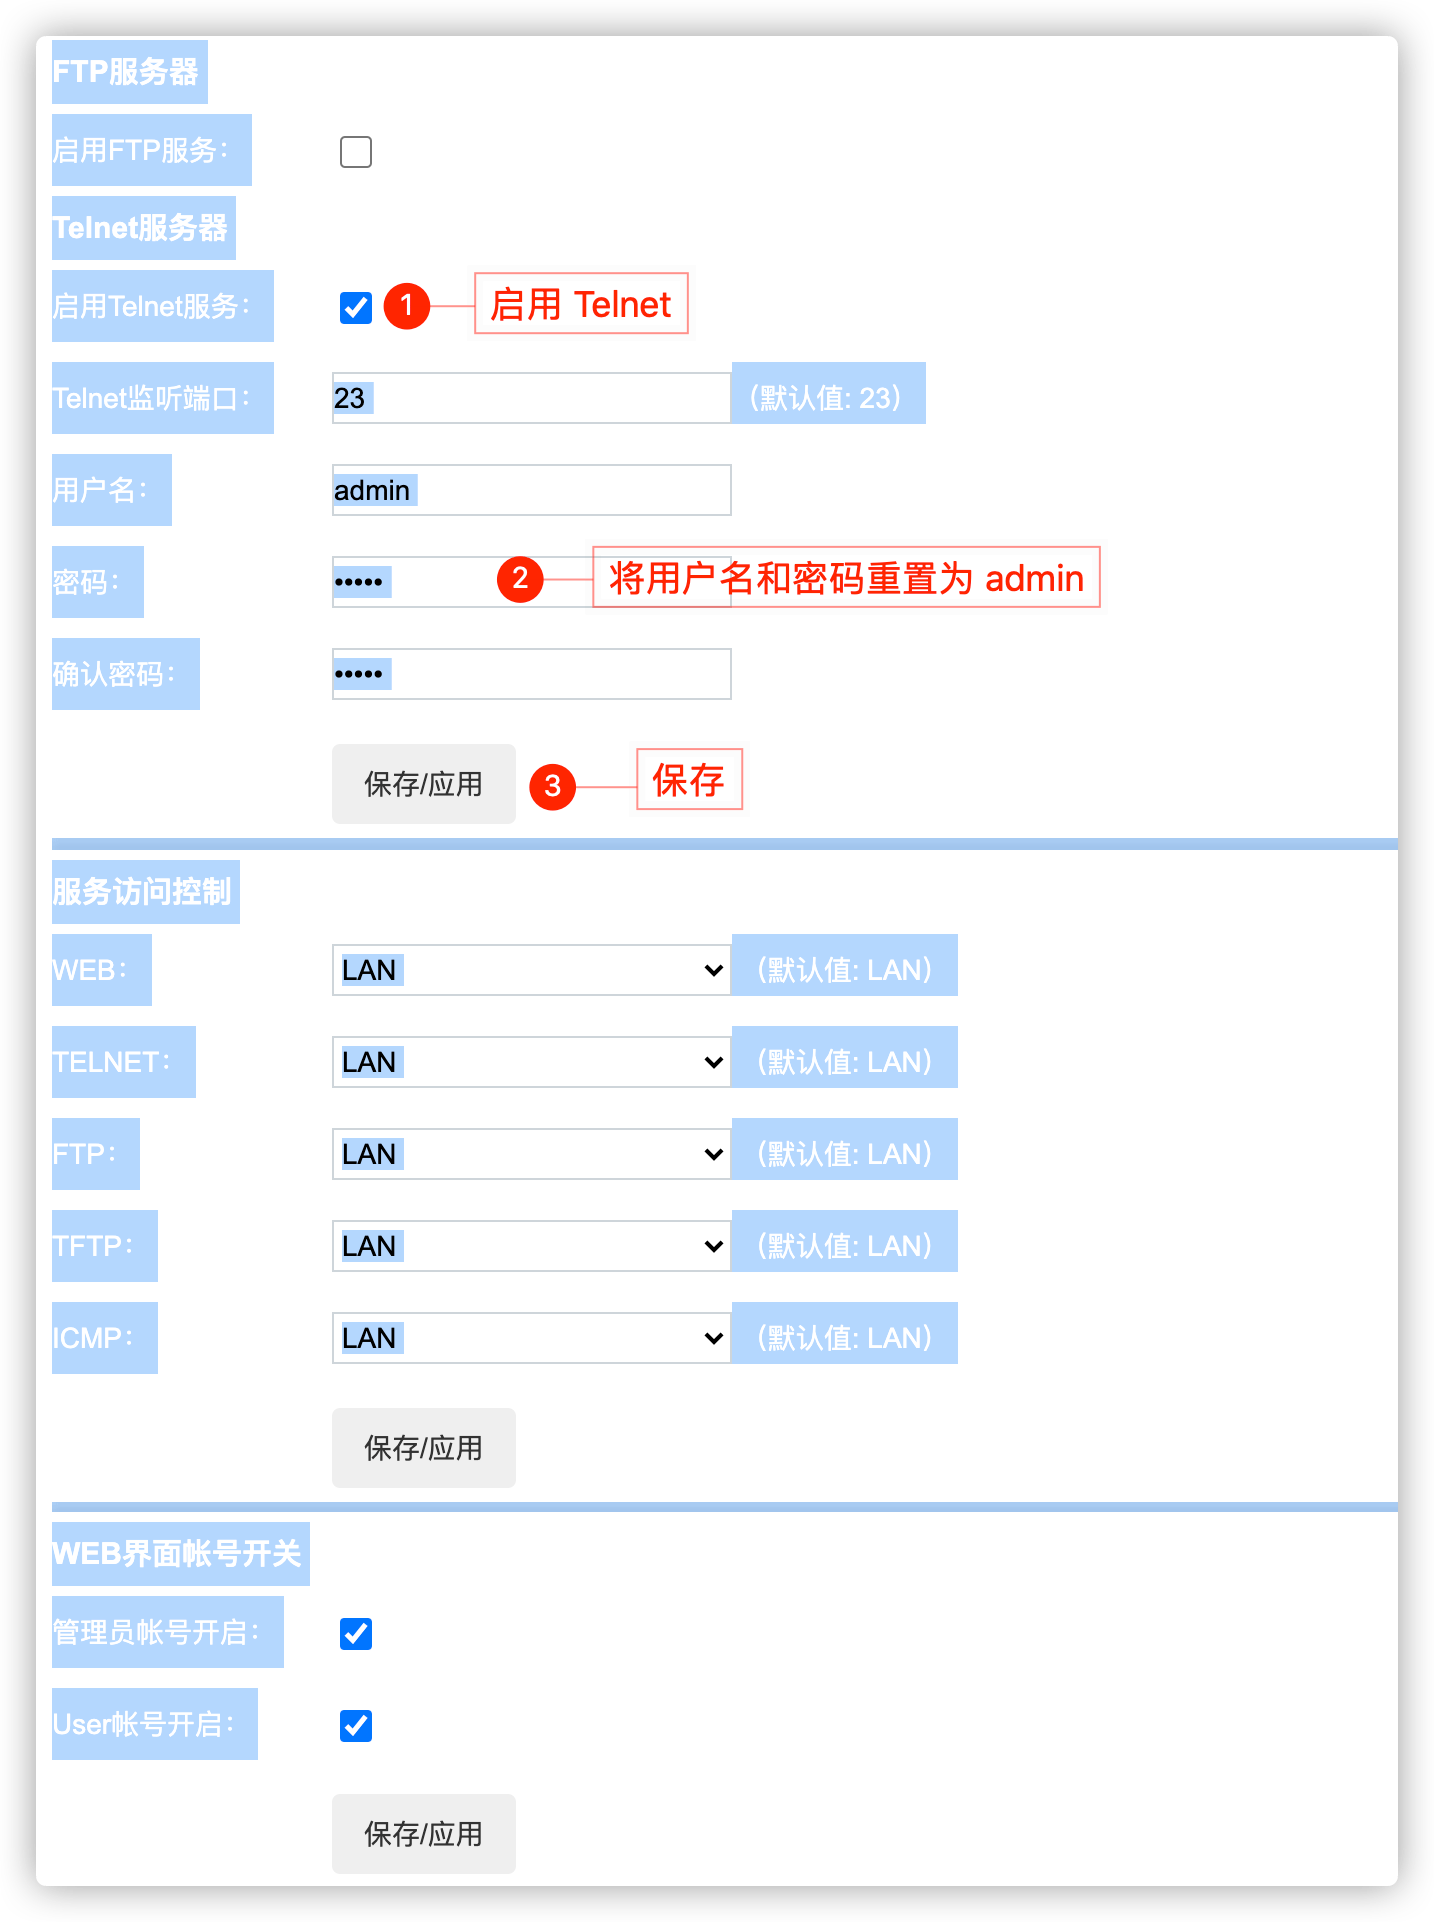 FTP服务器
启用FTP服务：
Telnet服务器
启用Telnet服务： 1 启用 Telnet
Telnet监听端口： 23 （默认值: 23）
用户名： admin
密码： ••••• 2 将用户名和密码重置为 admin
确认密码： •••••
保存/应用 3 保存
服务访问控制
WEB： LAN （默认值: LAN）
TELNET： LAN （默认值: LAN）
FTP： LAN （默认值: LAN）
TFTP： LAN （默认值: LAN）
ICMP： LAN （默认值: LAN）
保存/应用
WEB界面帐号开关
管理员帐号开启：
User帐号开启：
保存/应用